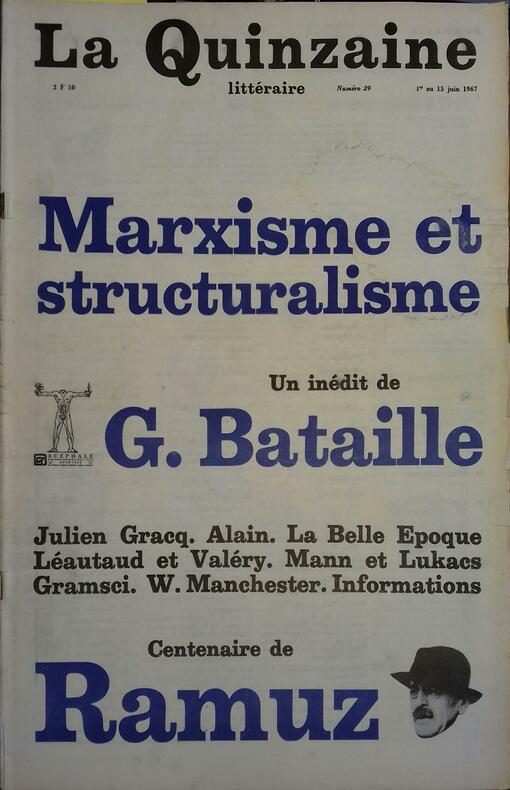 La Quinzaine
2 F 50 littéraire Numéro 29 1er au 15 juin 1967
Marxisme et
structuralisme
Un inédit de
G. Bataille
ACEPHALE
Julien Gracq. Alain. La Belle Epoque
Léautaud et Valéry. Mann et Lukacs
Gramsci. W. Manchester. Informations
Centenaire de
Ramuz